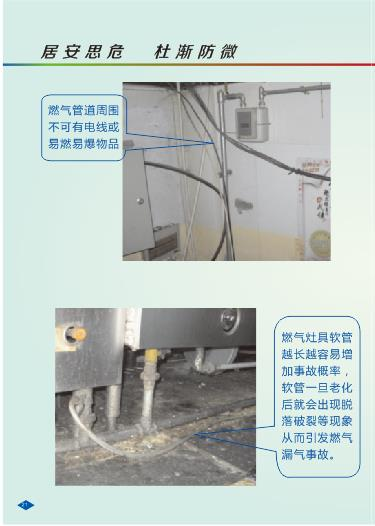 居安思危 杜渐防微
燃气管道周围
不可有电线或
易燃易爆物品
燃气灶具软管
越长越容易增
加事故概率，
软管一旦老化
后就会出现脱
落破裂等现象
从而引发燃气
漏气事故。
21